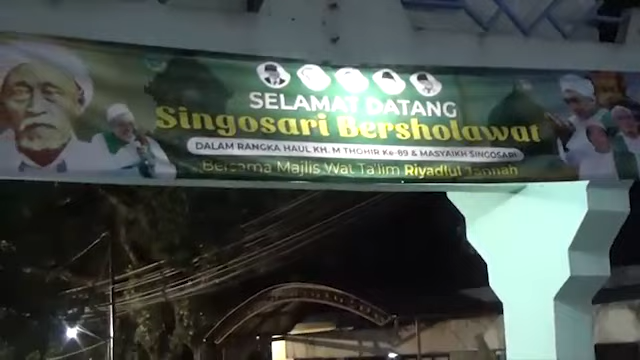 SELAMAT DATANG
Singosari Bersholawat
DALAM RANGKA HAUL KH. M THOHIR Ke-89 & MASYAIKH SINGOSARI
Bersama Majlis Wat Ta'lim Riyadlul Jannah